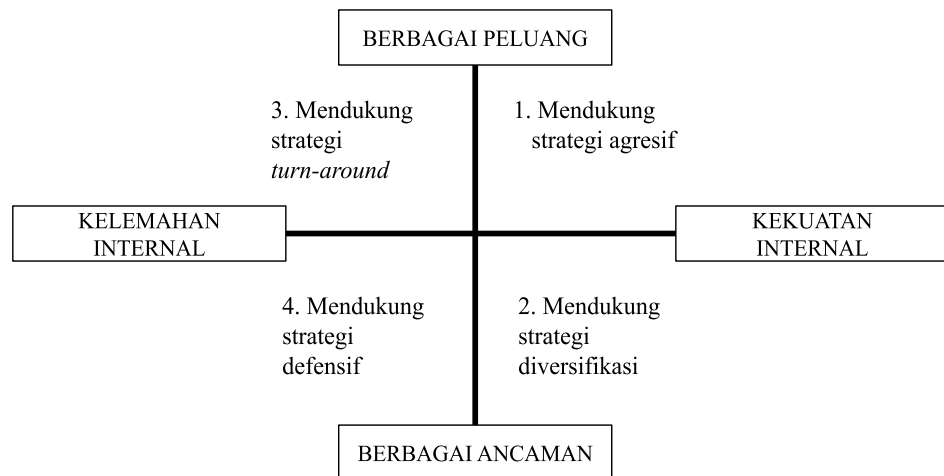 BERBAGAI PELUANG
3. Mendukung
strategi
turn-around
1. Mendukung
strategi agresif
KELEMAHAN
INTERNAL
KEKUATAN
INTERNAL
4. Mendukung
strategi
defensif
2. Mendukung
strategi
diversifikasi
BERBAGAI ANCAMAN